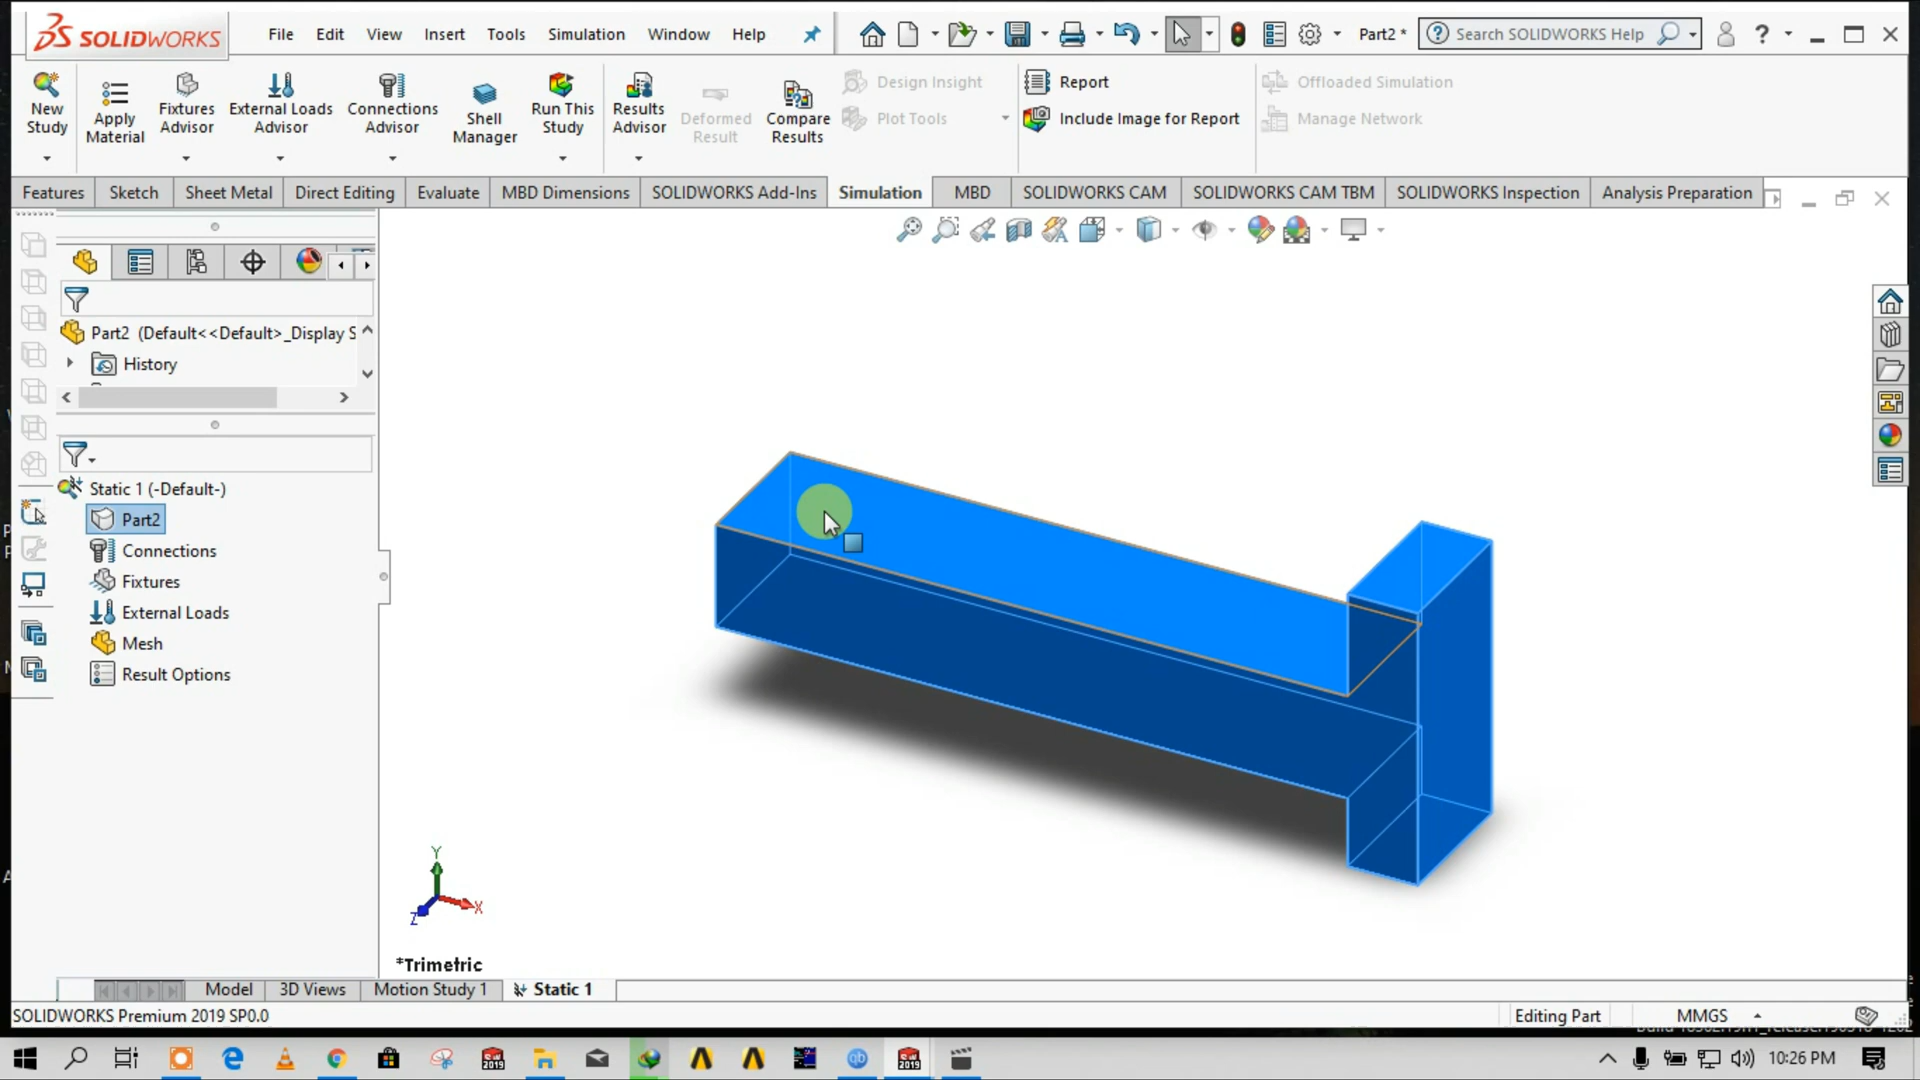 SOLIDWORKS File Edit View Insert Tools Simulation Window Help Part2 * Search SOLIDWORKS Help ?
New Study
Apply Material
Fixtures Advisor
External Loads Advisor
Connections Advisor
Shell Manager
Run This Study
Results Advisor
Deformed Result
Compare Results
Design Insight
Plot Tools
Report
Include Image for Report
Offloaded Simulation
Manage Network
Features Sketch Sheet Metal Direct Editing Evaluate MBD Dimensions SOLIDWORKS Add-Ins Simulation MBD SOLIDWORKS CAM SOLIDWORKS CAM TBM SOLIDWORKS Inspection Analysis Preparation
Part2 (Default<<Default>_Display S
History
Static 1 (-Default-)
Part2
Connections
Fixtures
External Loads
Mesh
Result Options
Y
X
Z
*Trimetric
Model 3D Views Motion Study 1 Static 1
SOLIDWORKS Premium 2019 SP0.0 Editing Part MMGS
10:26 PM